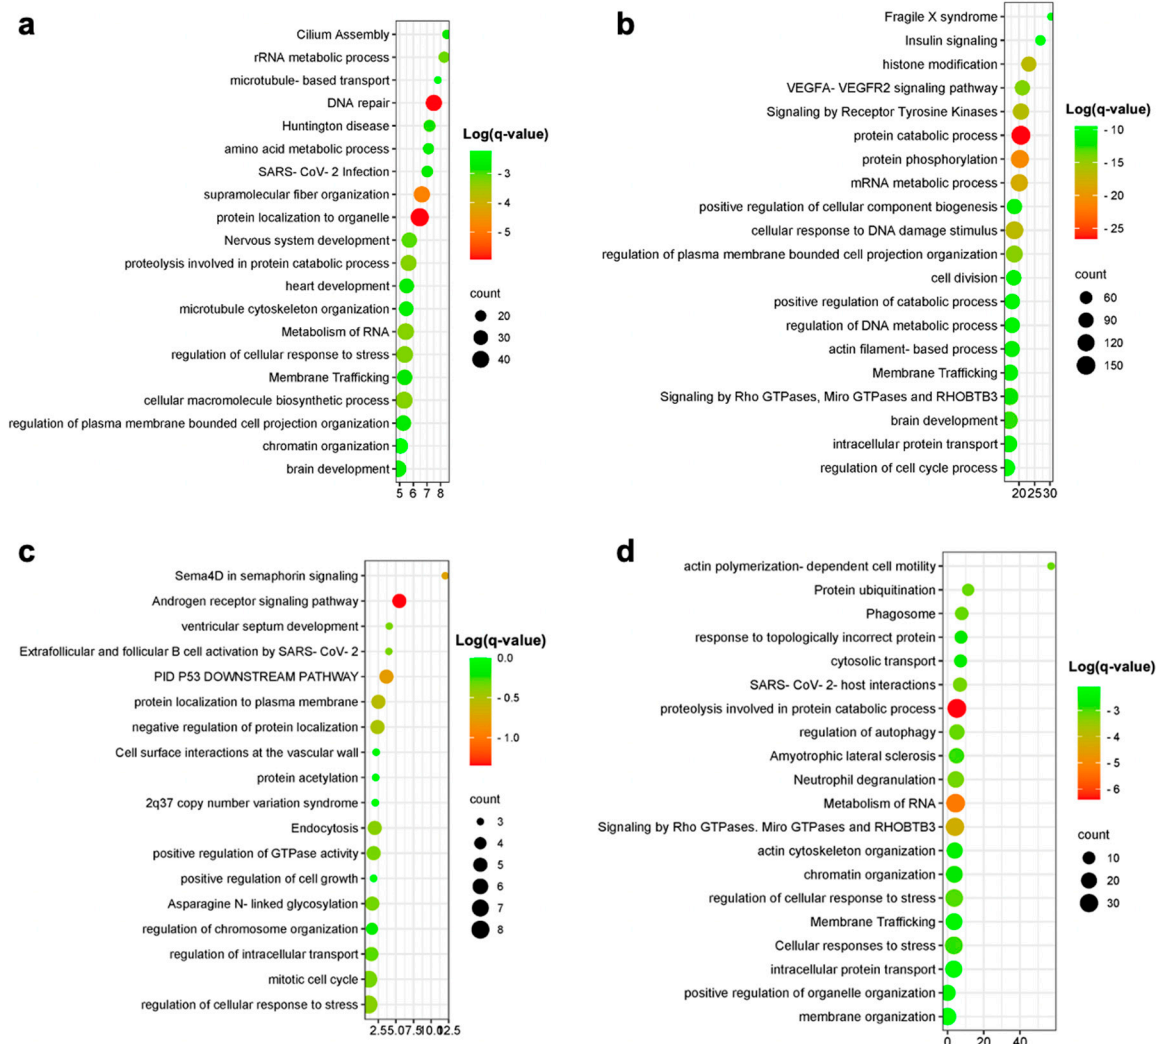 a
Cilium Assembly
rRNA metabolic process
microtubule- based transport
DNA repair
Huntington disease
amino acid metabolic process
SARS- CoV- 2 Infection
supramolecular fiber organization
protein localization to organelle
Nervous system development
proteolysis involved in protein catabolic process
heart development
microtubule cytoskeleton organization
Metabolism of RNA
regulation of cellular response to stress
Membrane Trafficking
cellular macromolecule biosynthetic process
regulation of plasma membrane bounded cell projection organization
chromatin organization
brain development
5 6 7 8
Log(q-value)
- 3
- 4
- 5
count
20
30
40
b
Fragile X syndrome
Insulin signaling
histone modification
VEGFA- VEGFR2 signaling pathway
Signaling by Receptor Tyrosine Kinases
protein catabolic process
protein phosphorylation
mRNA metabolic process
positive regulation of cellular component biogenesis
cellular response to DNA damage stimulus
regulation of plasma membrane bounded cell projection organization
cell division
positive regulation of catabolic process
regulation of DNA metabolic process
actin filament- based process
Membrane Trafficking
Signaling by Rho GTPases, Miro GTPases and RHOBTB3
brain development
intracellular protein transport
regulation of cell cycle process
202530
Log(q-value)
- 10
- 15
- 20
- 25
count
60
90
120
150
c
Sema4D in semaphorin signaling
Androgen receptor signaling pathway
ventricular septum development
Extrafollicular and follicular B cell activation by SARS- CoV- 2
PID P53 DOWNSTREAM PATHWAY
protein localization to plasma membrane
negative regulation of protein localization
Cell surface interactions at the vascular wall
protein acetylation
2q37 copy number variation syndrome
Endocytosis
positive regulation of GTPase activity
positive regulation of cell growth
Asparagine N- linked glycosylation
regulation of chromosome organization
regulation of intracellular transport
mitotic cell cycle
regulation of cellular response to stress
2.55.07.510.012.5
Log(q-value)
0.0
- 0.5
- 1.0
count
3
4
5
6
7
8
d
actin polymerization- dependent cell motility
Protein ubiquitination
Phagosome
response to topologically incorrect protein
cytosolic transport
SARS- CoV- 2- host interactions
proteolysis involved in protein catabolic process
regulation of autophagy
Amyotrophic lateral sclerosis
Neutrophil degranulation
Metabolism of RNA
Signaling by Rho GTPases. Miro GTPases and RHOBTB3
actin cytoskeleton organization
chromatin organization
regulation of cellular response to stress
Membrane Trafficking
Cellular responses to stress
intracellular protein transport
positive regulation of organelle organization
membrane organization
0 20 40
Log(q-value)
- 3
- 4
- 5
- 6
count
10
20
30